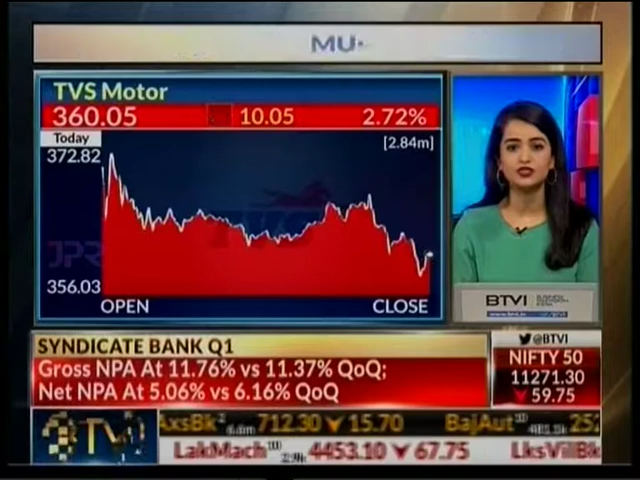 MU
TVS Motor
360.05 10.05 2.72%
Today
372.82
[2.84m]
TVS
356.03
OPEN CLOSE
BTVI
SYNDICATE BANK Q1
Gross NPA At 11.76% vs 11.37% QoQ;
Net NPA At 5.06% vs 6.16% QoQ
@BTVI
NIFTY 50
11271.30
59.75
BTVI
AxsBk 712.30 15.70 BajAut 252
LakMach 4453.10 67.75 LksVilBk